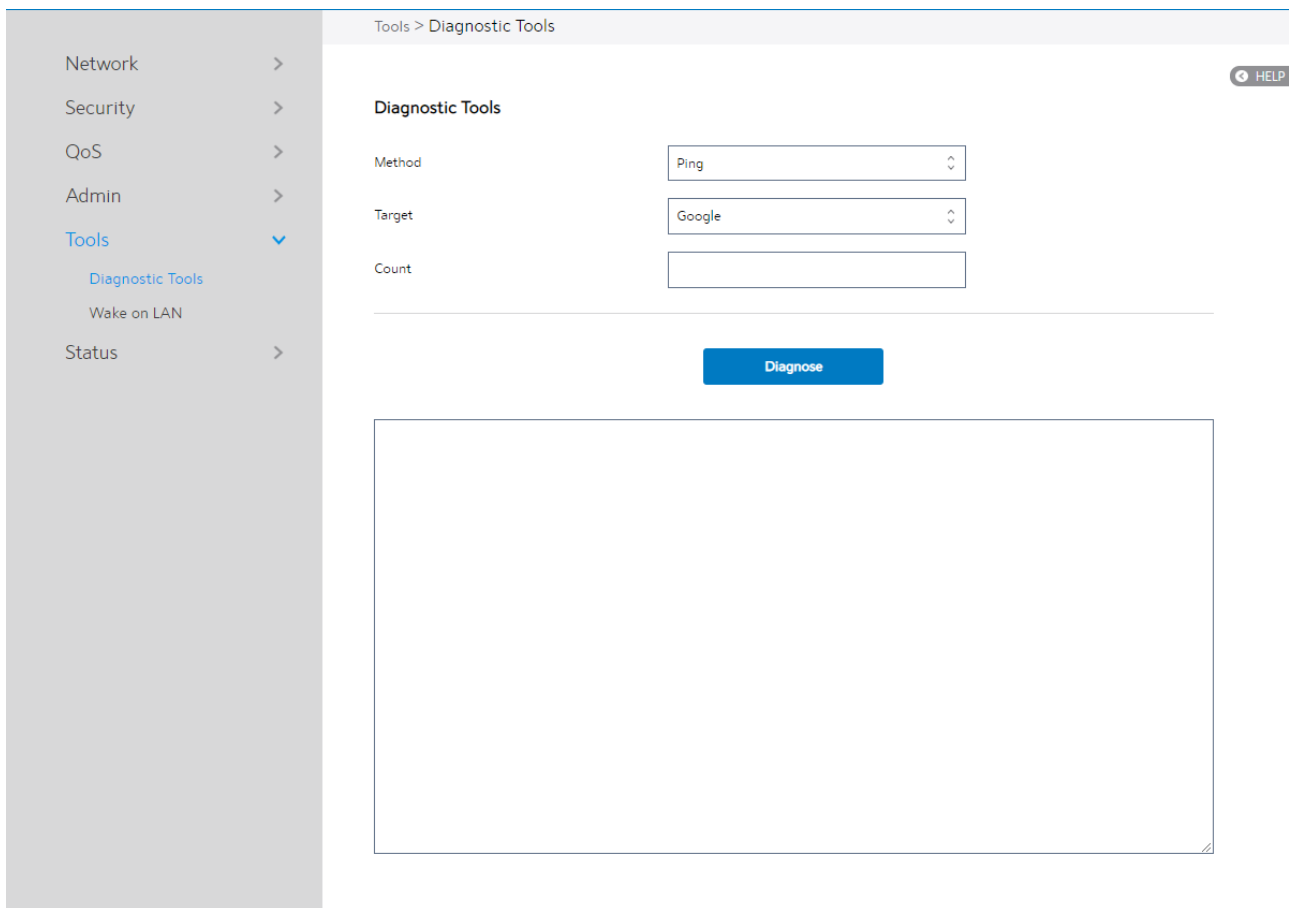 Tools > Diagnostic Tools
Network
Security
QoS
Admin
Tools
Diagnostic Tools
Wake on LAN
Status
HELP
Diagnostic Tools
Method
Ping
Target
Google
Count
Diagnose